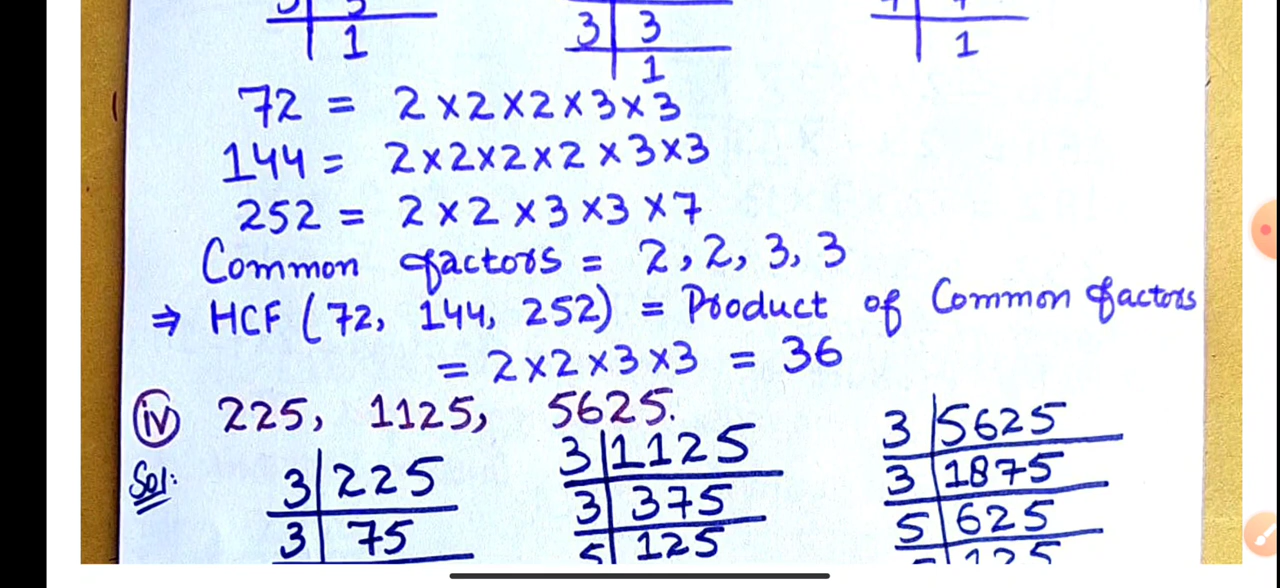 3 3 1
1 3 1
72 = 2×2×2×3×3
144 = 2×2×2×2×3×3
252 = 2×2×3×3×7
Common factors = 2, 2, 3, 3
⇒ HCF (72, 144, 252) = Product of Common factors
= 2×2×3×3 = 36
(iv) 225, 1125, 5625.
3 | 5625
3 | 1125
Sol: 3 | 225
3 | 1875
3 | 375
3 | 75
5 | 625
5 | 125
125